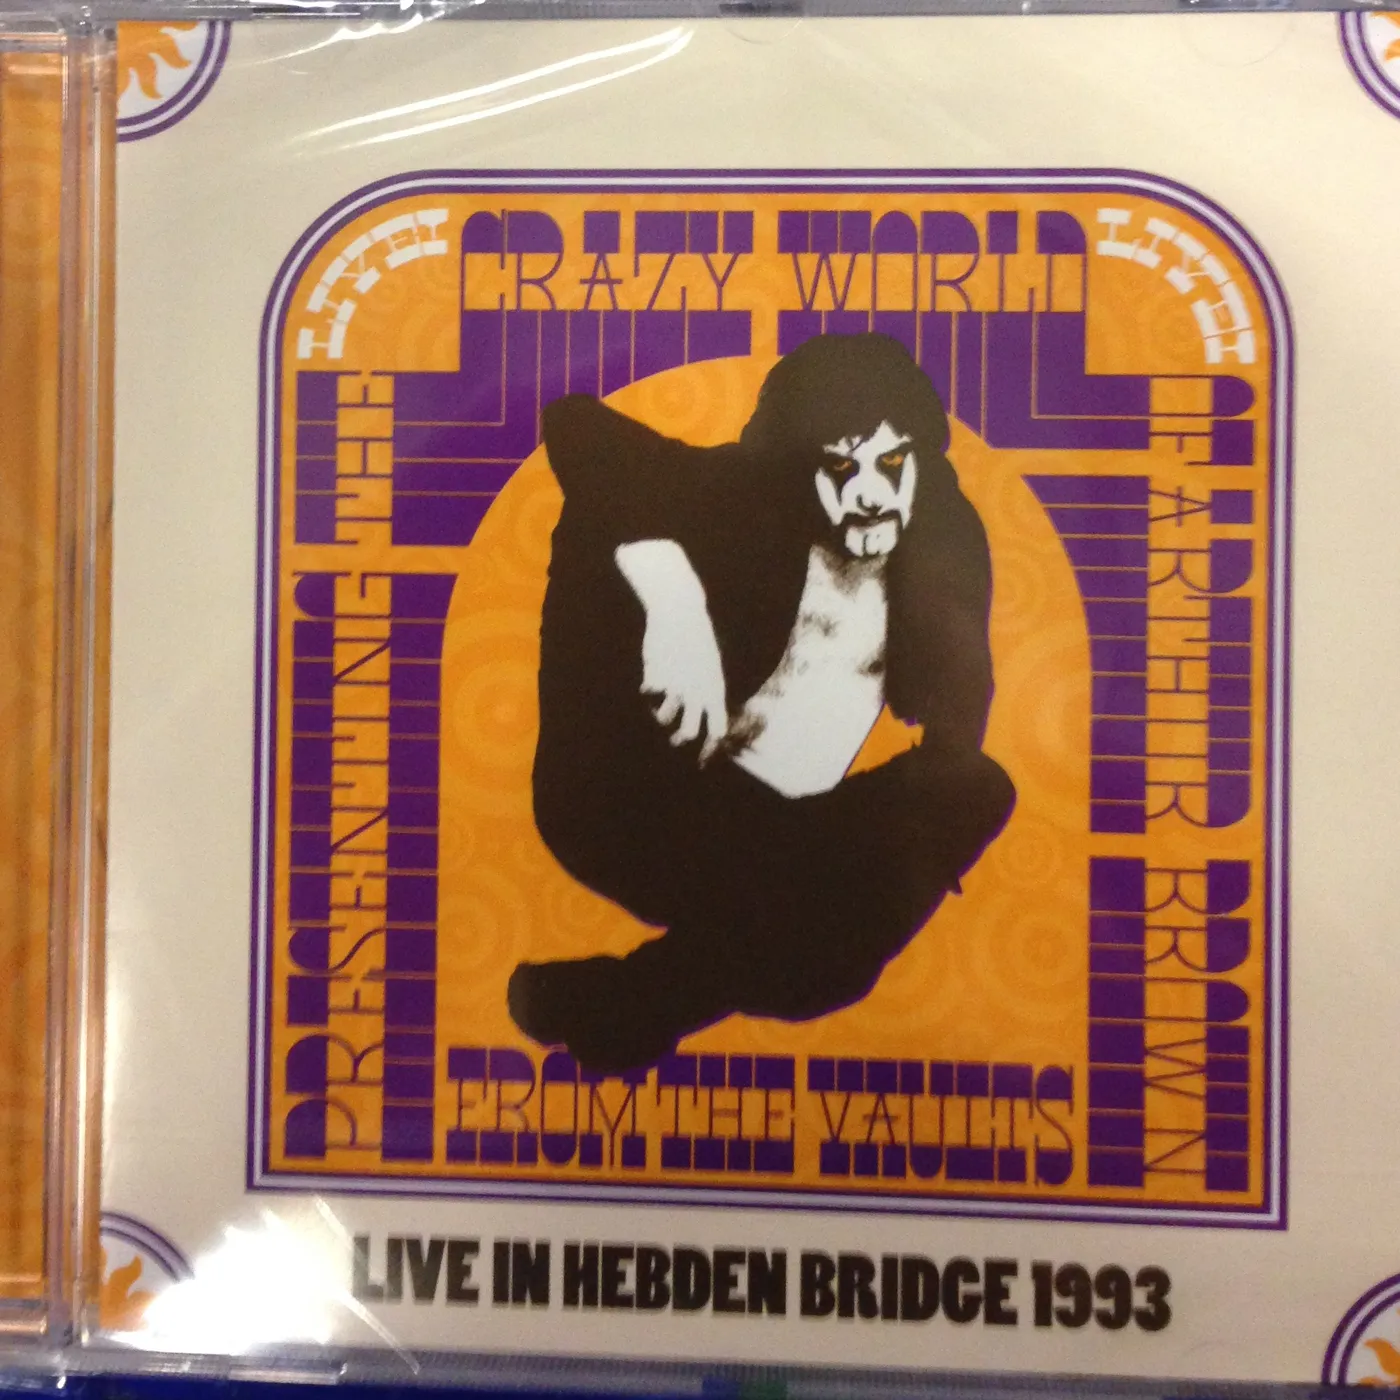 LIVE!
CRAZY WORLD
LIVE!
PRESENTING THE
OF ARTHUR BROWN
FROM THE VAULTS
LIVE IN HEBDEN BRIDGE 1993